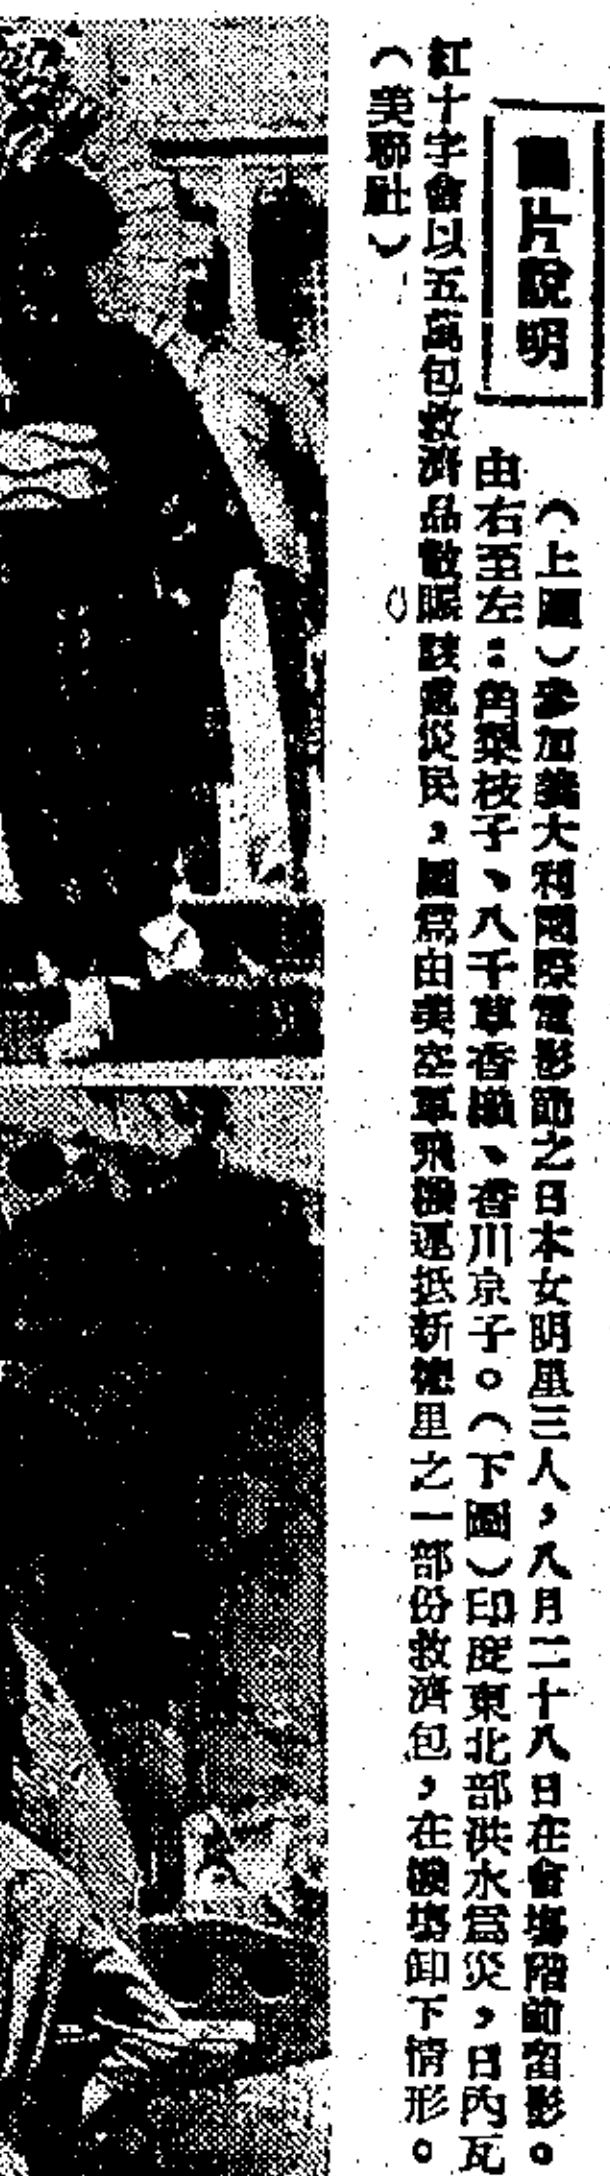 圖片說明
（上圖）參加義大利國際電影節之日本女明星三人，八月二十八日在會場階前留影。
由右至左：角梨枝子、八千草香織、香川京子。（下圖）印度東北部洪水為災，日內瓦
紅十字會以五萬包救濟品散賑該處災民，圖為由美空軍飛機運抵新德里之一部份救濟包，在機場卸下情形。
（美聯社）